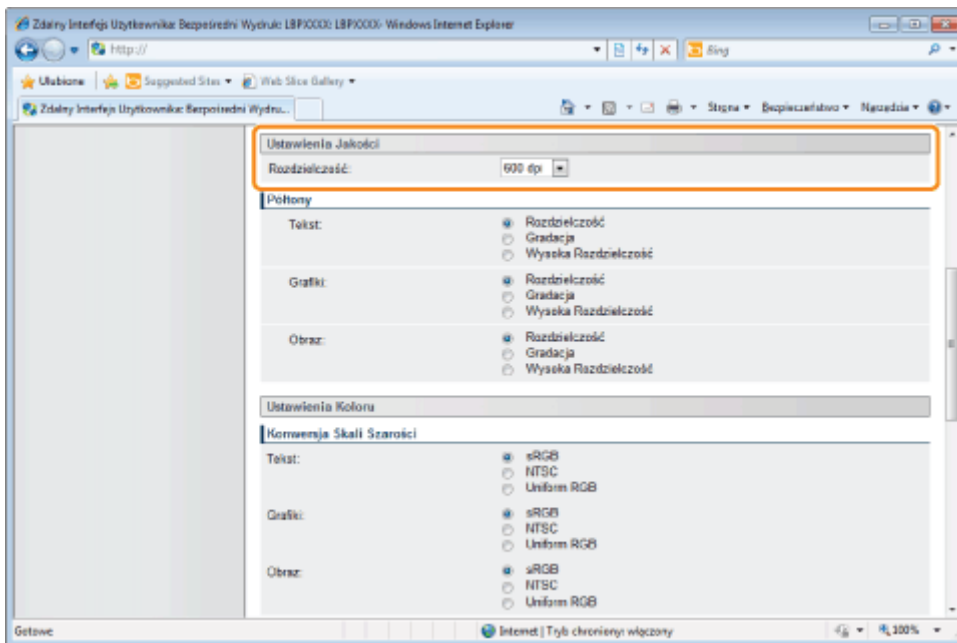 Zdalny Interfejs Użytkownika: Bezpośredni Wydruk: LBPXXXX: LBPXXXX- Windows Internet Explorer
Http://
Bing
Ulubione Suggested Sites Web Slice Gallery
Zdalny Interfejs Użytkownika: Bezpośredni Wydru...
Strona Bezpieczeństwo Narzędzia
Ustawienia Jakości
Rozdzielczość: 600 dpi
Półtony
Tekst: Rozdzielczość
Gradacja
Wysoka Rozdzielczość
Grafiki: Rozdzielczość
Gradacja
Wysoka Rozdzielczość
Obraz: Rozdzielczość
Gradacja
Wysoka Rozdzielczość
Ustawienia Koloru
Konwersja Skali Szarości
Tekst: sRGB
NTSC
Uniform RGB
Grafiki: sRGB
NTSC
Uniform RGB
Obraz: sRGB
NTSC
Uniform RGB
Gotowe
Internet | Tryb chroniony: włączony
100%